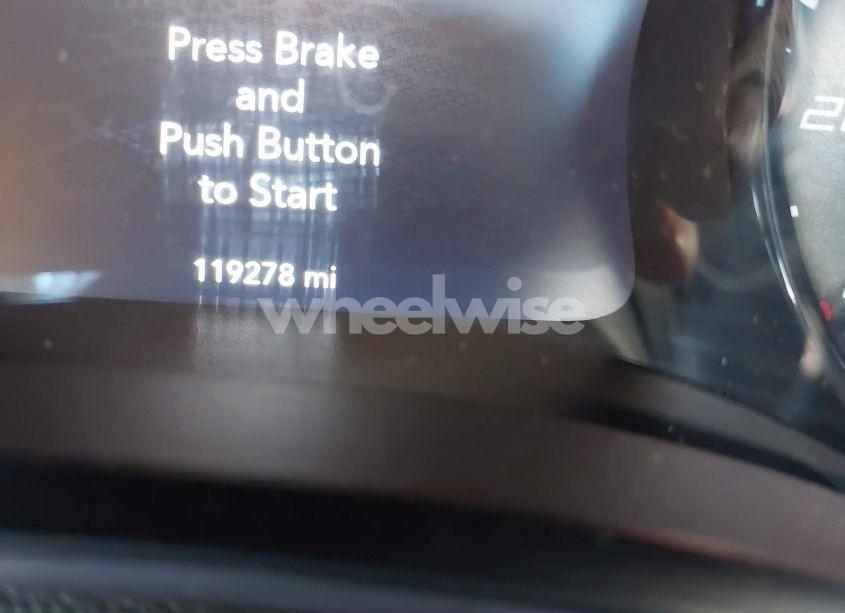 Press Brake
and
Push Button
to Start
119278 mi
wheelwise